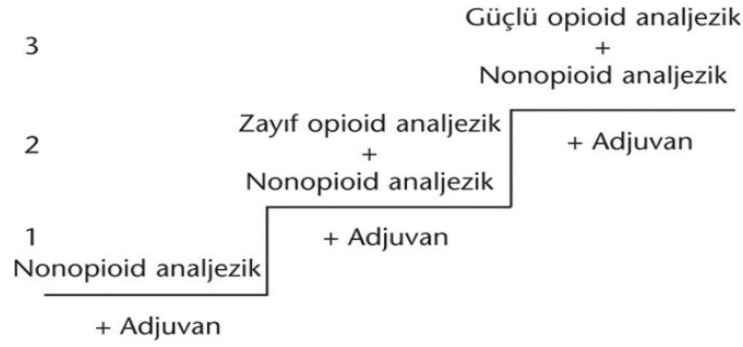 3
Güçlü opioid analjezik
+
Nonopioid analjezik
2
Zayıf opioid analjezik
+
Nonopioid analjezik
+ Adjuvan
1
Nonopioid analjezik
+ Adjuvan
+ Adjuvan